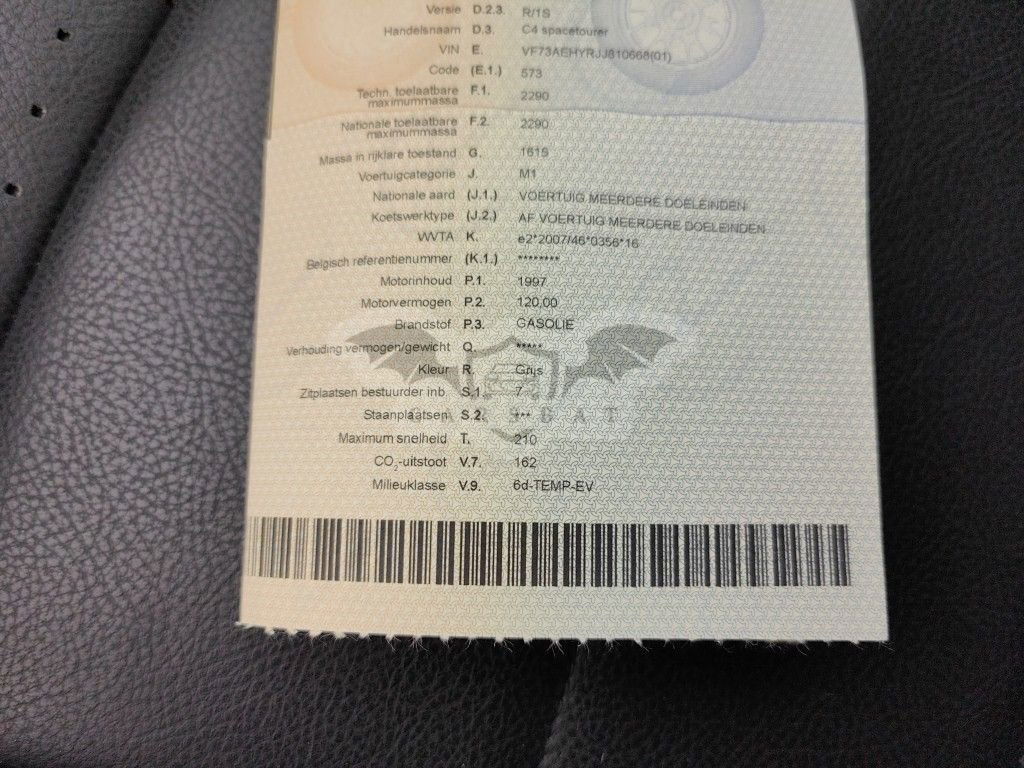 Versie D.2.3. R/1S
Handelsnaam D.3. C4 spacetourer
VIN E. VF73AEHYRJJ810668(01)
Code (E.1.) 573
Techn. toelaatbare
maximummassa F.1. 2290
Nationale toelaatbare
maximummassa F.2. 2290
Massa in rijklare toestand G. 1615
Voertuigcategorie J. M1
Nationale aard (J.1.) VOERTUIG MEERDERE DOELEINDEN
Koetswerktype (J.2.) AF VOERTUIG MEERDERE DOELEINDEN
WVTA K. e2*2007/46*0356*16
Belgisch referentienummer (K.1.) ********
Motorinhoud P.1. 1997
Motorvermogen P.2. 120,00
Brandstof P.3. GASOLIE
Verhouding vermogen/gewicht Q. *****
Kleur R. Grijs
Zitplaatsen bestuurder inb. S.1. 7
Staanplaatsen S.2. ***
Maximum snelheid T. 210
CO₂-uitstoot V.7. 162
Milieuklasse V.9. 6d-TEMP-EV